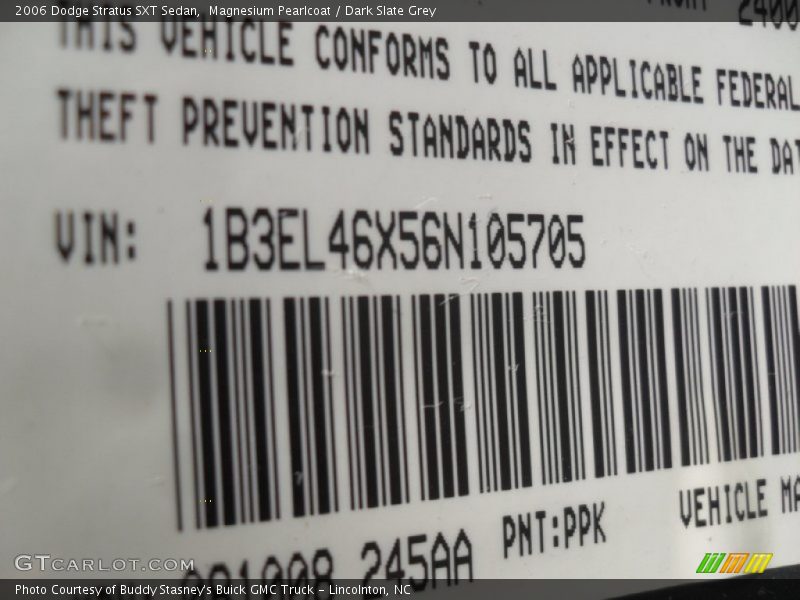 2006 Dodge Stratus SXT Sedan, Magnesium Pearlcoat / Dark Slate Grey
2400
THIS VEHICLE CONFORMS TO ALL APPLICABLE FEDERAL
THEFT PREVENTION STANDARDS IN EFFECT ON THE DAT
VIN: 1B3EL46X56N105705
PNT:PPK VEHICLE MA
245AA
GTCARLOT.COM
Photo Courtesy of Buddy Stasney's Buick GMC Truck – Lincolnton, NC